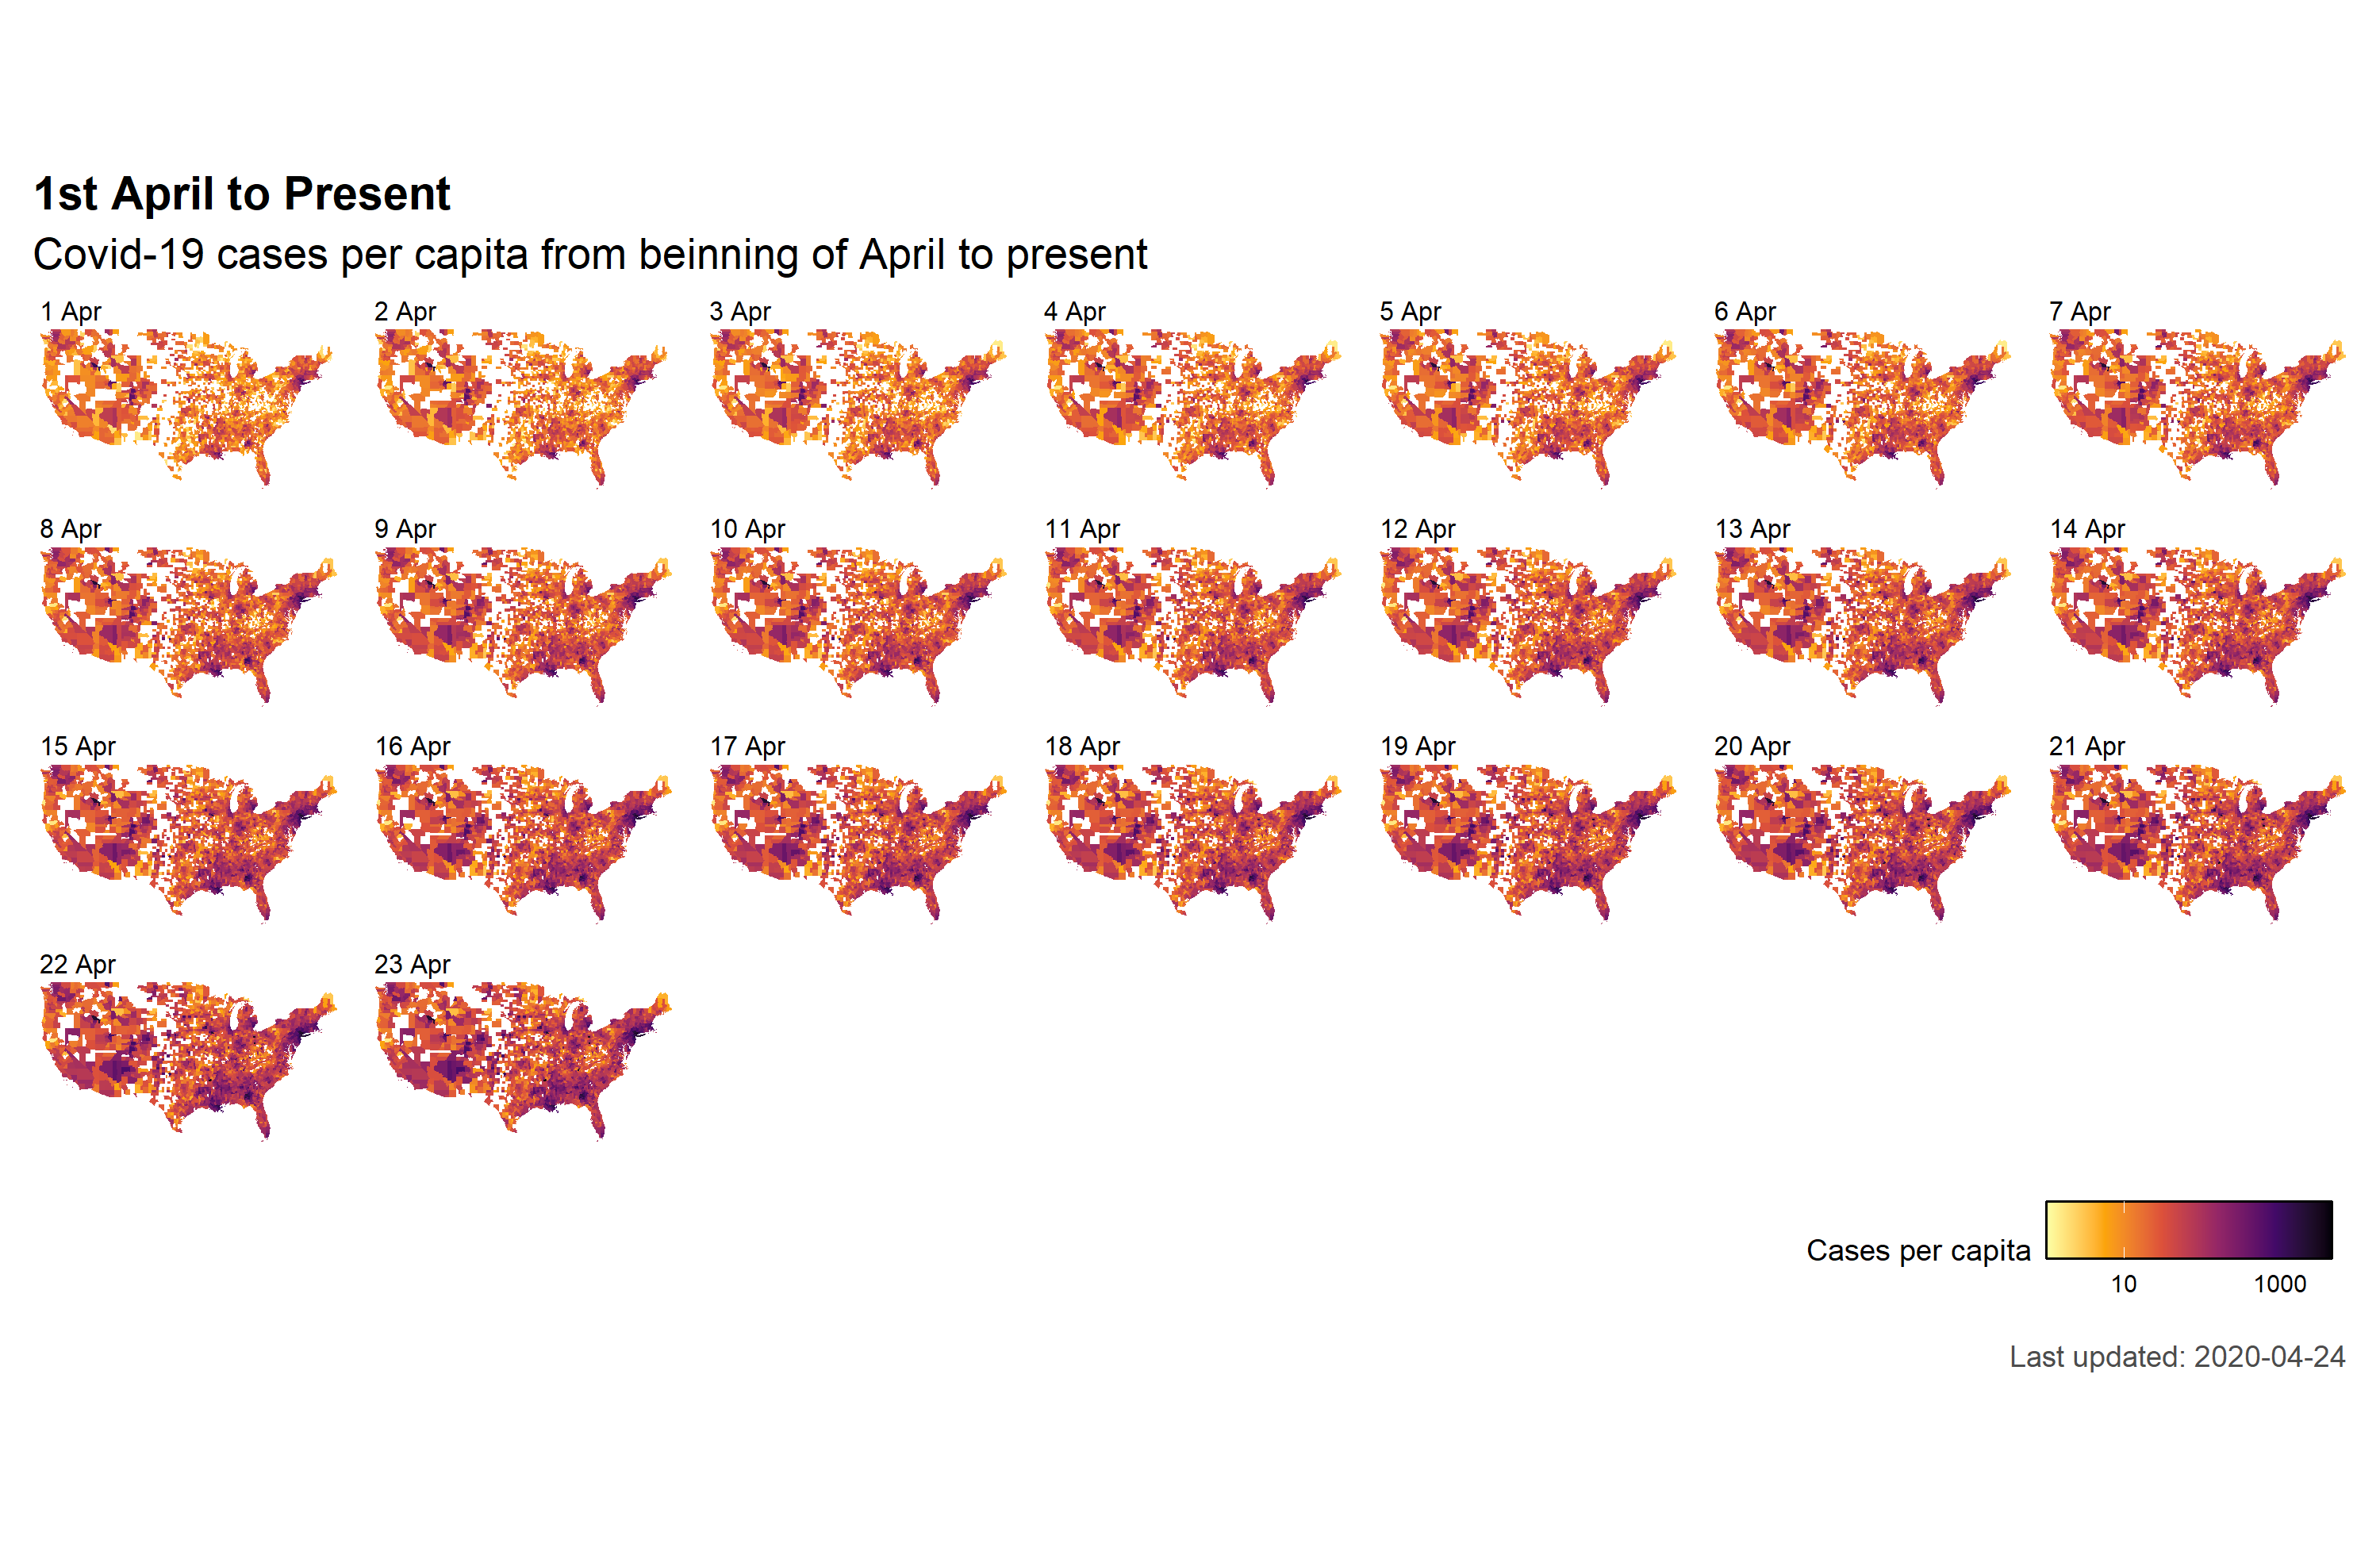 1st April to Present
Covid-19 cases per capita from beinning of April to present
1 Apr
2 Apr
3 Apr
4 Apr
5 Apr
6 Apr
7 Apr
8 Apr
9 Apr
10 Apr
11 Apr
12 Apr
13 Apr
14 Apr
15 Apr
16 Apr
17 Apr
18 Apr
19 Apr
20 Apr
21 Apr
22 Apr
23 Apr
Cases per capita
10
1000
Last updated: 2020-04-24